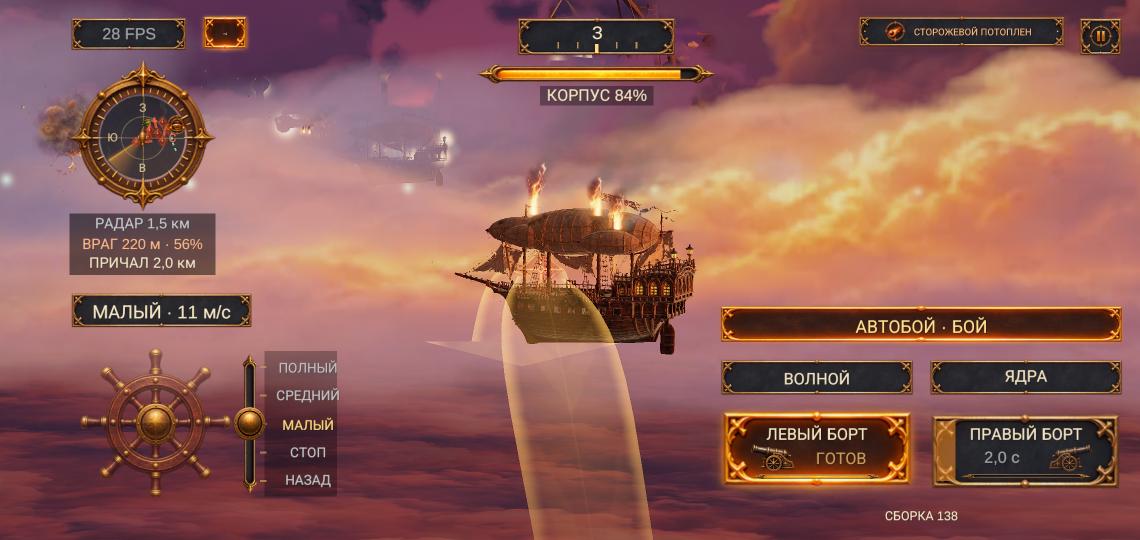 28 FPS
3
СТОРОЖЕВОЙ ПОТОПЛЕН
КОРПУС 84%
З
Ю
В
РАДАР 1,5 км
ВРАГ 220 м · 56%
ПРИЧАЛ 2,0 км
МАЛЫЙ · 11 м/с
ПОЛНЫЙ
СРЕДНИЙ
МАЛЫЙ
СТОП
НАЗАД
АВТОБОЙ · БОЙ
ВОЛНОЙ
ЯДРА
ЛЕВЫЙ БОРТ
ГОТОВ
ПРАВЫЙ БОРТ
2,0 с
СБОРКА 138